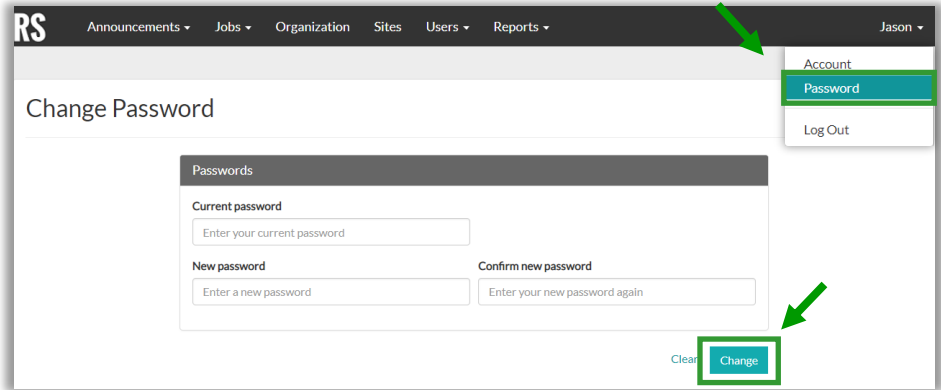 RS Announcements Jobs Organization Sites Users Reports Jason
Account
Password
Log Out
Change Password
Passwords
Current password
Enter your current password
New password Confirm new password
Enter a new password Enter your new password again
Clear Change